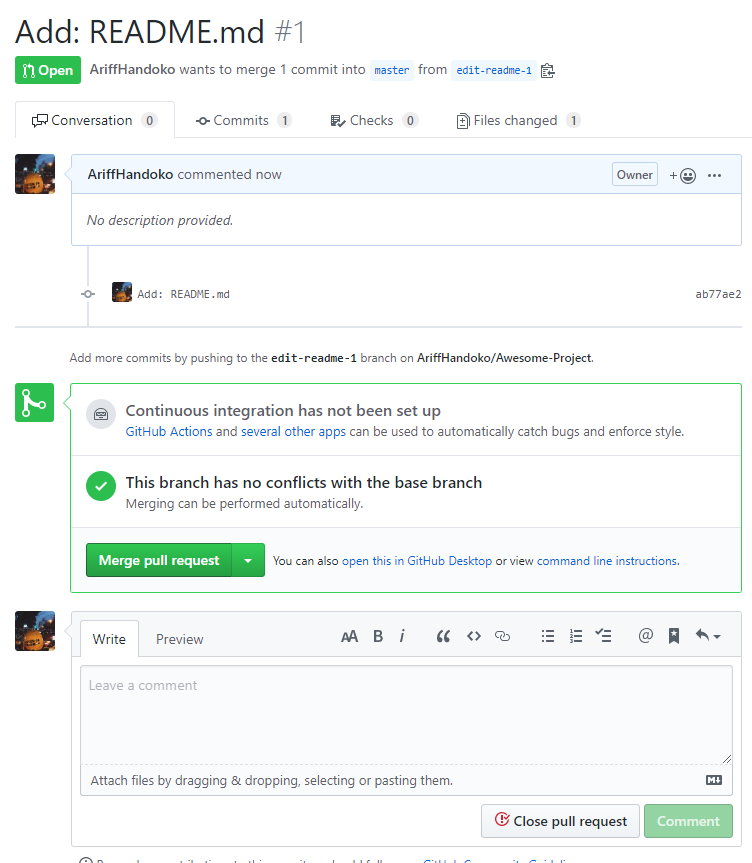 Add: README.md #1
Open AriffHandoko wants to merge 1 commit into master from edit-readme-1
Conversation 0 Commits 1 Checks 0 Files changed 1
AriffHandoko commented now Owner
No description provided.
Add: README.md ab77ae2
Add more commits by pushing to the edit-readme-1 branch on AriffHandoko/Awesome-Project.
Continuous integration has not been set up
GitHub Actions and several other apps can be used to automatically catch bugs and enforce style.
This branch has no conflicts with the base branch
Merging can be performed automatically.
Merge pull request You can also open this in GitHub Desktop or view command line instructions.
Write Preview
Leave a comment
Attach files by dragging & dropping, selecting or pasting them.
Close pull request Comment